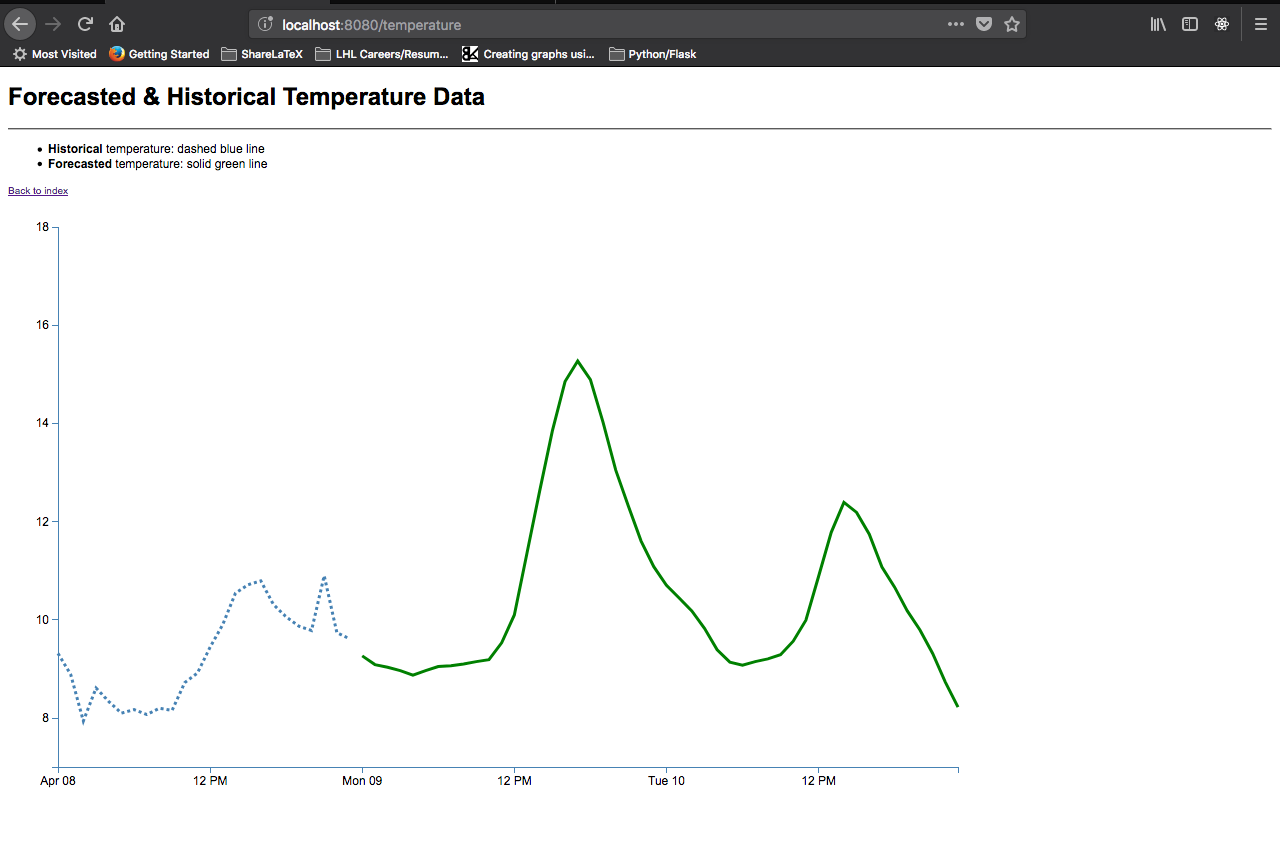 localhost:8080/temperature
Most Visited Getting Started ShareLaTeX LHL Careers/Resum... Creating graphs usi... Python/Flask
Forecasted & Historical Temperature Data
Historical temperature: dashed blue line
Forecasted temperature: solid green line
Back to index
18
16
14
12
10
8
Apr 08 12 PM Mon 09 12 PM Tue 10 12 PM